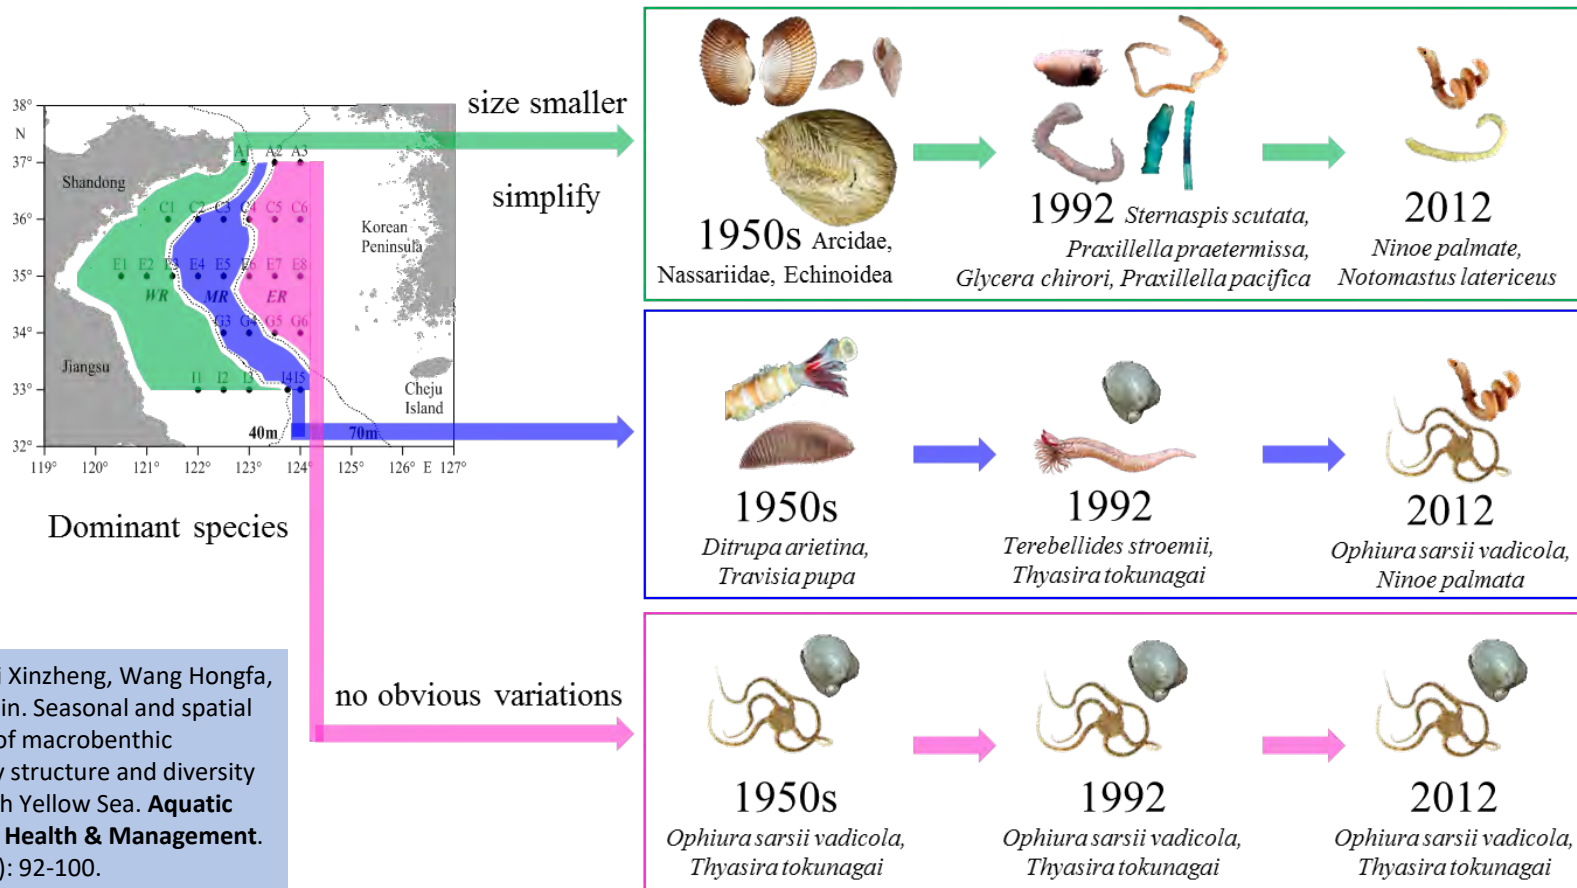 size smaller
simplify
38°
N
37°
36°
35°
34°
33°
32°
119°
120°
121°
122°
123°
124°
125°
126°
E
127°
Shandong
Jiangsu
Korean
Peninsula
Cheju
Island
A1
A2
A3
C1
C2
C3
C4
C5
C6
E1
E2
E3
E4
E5
E6
E7
E8
WR
MR
ER
G3
G4
G5
G6
I1
I2
I3
I4
I5
40m
70m
Dominant species
no obvious variations
1950s Arcidae,
Nassariidae, Echinoidea
1992 Sternaspis scutata,
Praxillella praetermissa,
Glycera chirori, Praxillella pacifica
2012
Ninoe palmate,
Notomastus latericeus
1950s
Ditrupa arietina,
Travisia pupa
1992
Terebellides stroemii,
Thyasira tokunagai
2012
Ophiura sarsii vadicola,
Ninoe palmata
1950s
Ophiura sarsii vadicola,
Thyasira tokunagai
1992
Ophiura sarsii vadicola,
Thyasira tokunagai
2012
Ophiura sarsii vadicola,
Thyasira tokunagai
i Xinzheng, Wang Hongfa,
in. Seasonal and spatial
of macrobenthic
y structure and diversity
h Yellow Sea. Aquatic
Health & Management.
): 92-100.